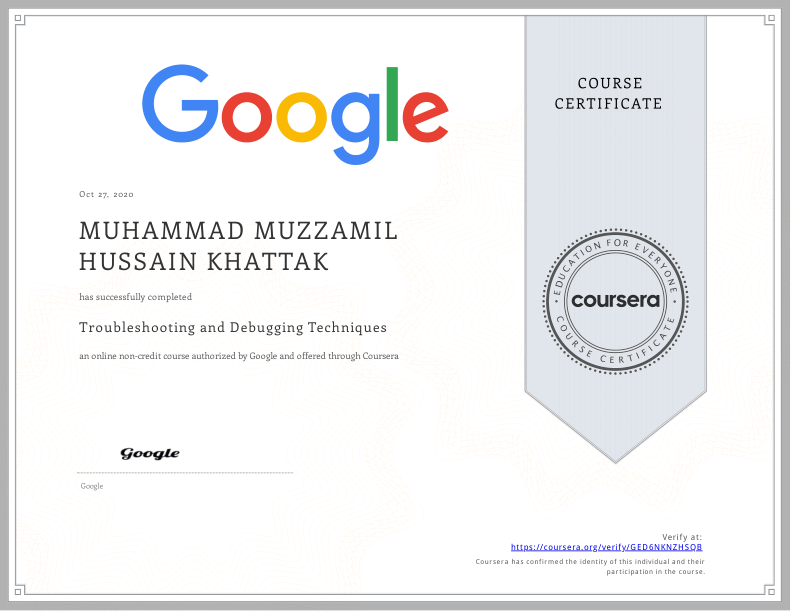 Google
COURSE
CERTIFICATE
Oct 27, 2020
MUHAMMAD MUZZAMIL
HUSSAIN KHATTAK
has successfully completed
Troubleshooting and Debugging Techniques
an online non-credit course authorized by Google and offered through Coursera
EDUCATION FOR EVERYONE
coursera
COURSE CERTIFICATE
Google
Google
Verify at:
https://coursera.org/verify/GED6NKNZHSQB
Coursera has confirmed the identity of this individual and their
participation in the course.